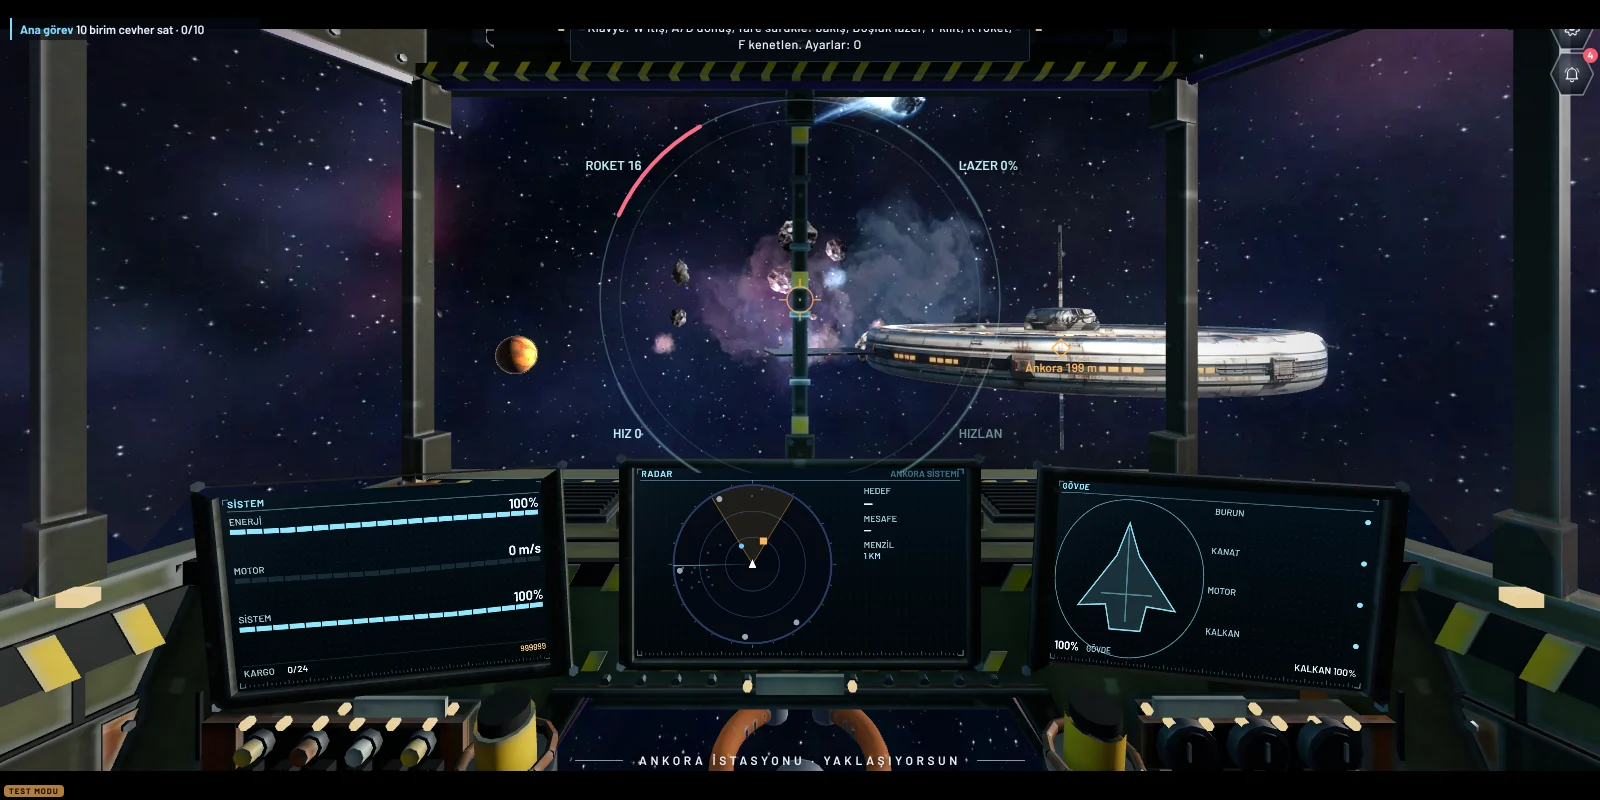 Ana görev 10 birim cevher sat · 0/10
F kenetlen. Ayarlar: O
4
ROKET 16
LAZER 0%
Ankora 199 m
HIZ 0
HIZLAN
SİSTEM
100%
ENERJİ
0 m/s
MOTOR
100%
SİSTEM
999999
KARGO 0/24
RADAR
ANKORA SİSTEMİ
HEDEF
—
MESAFE
—
MENZİL
1 KM
GÖVDE
BURUN
KANAT
MOTOR
KALKAN
100% GÖVDE
KALKAN 100%
ANKORA İSTASYONU · YAKLAŞIYORSUN
TEST MODU